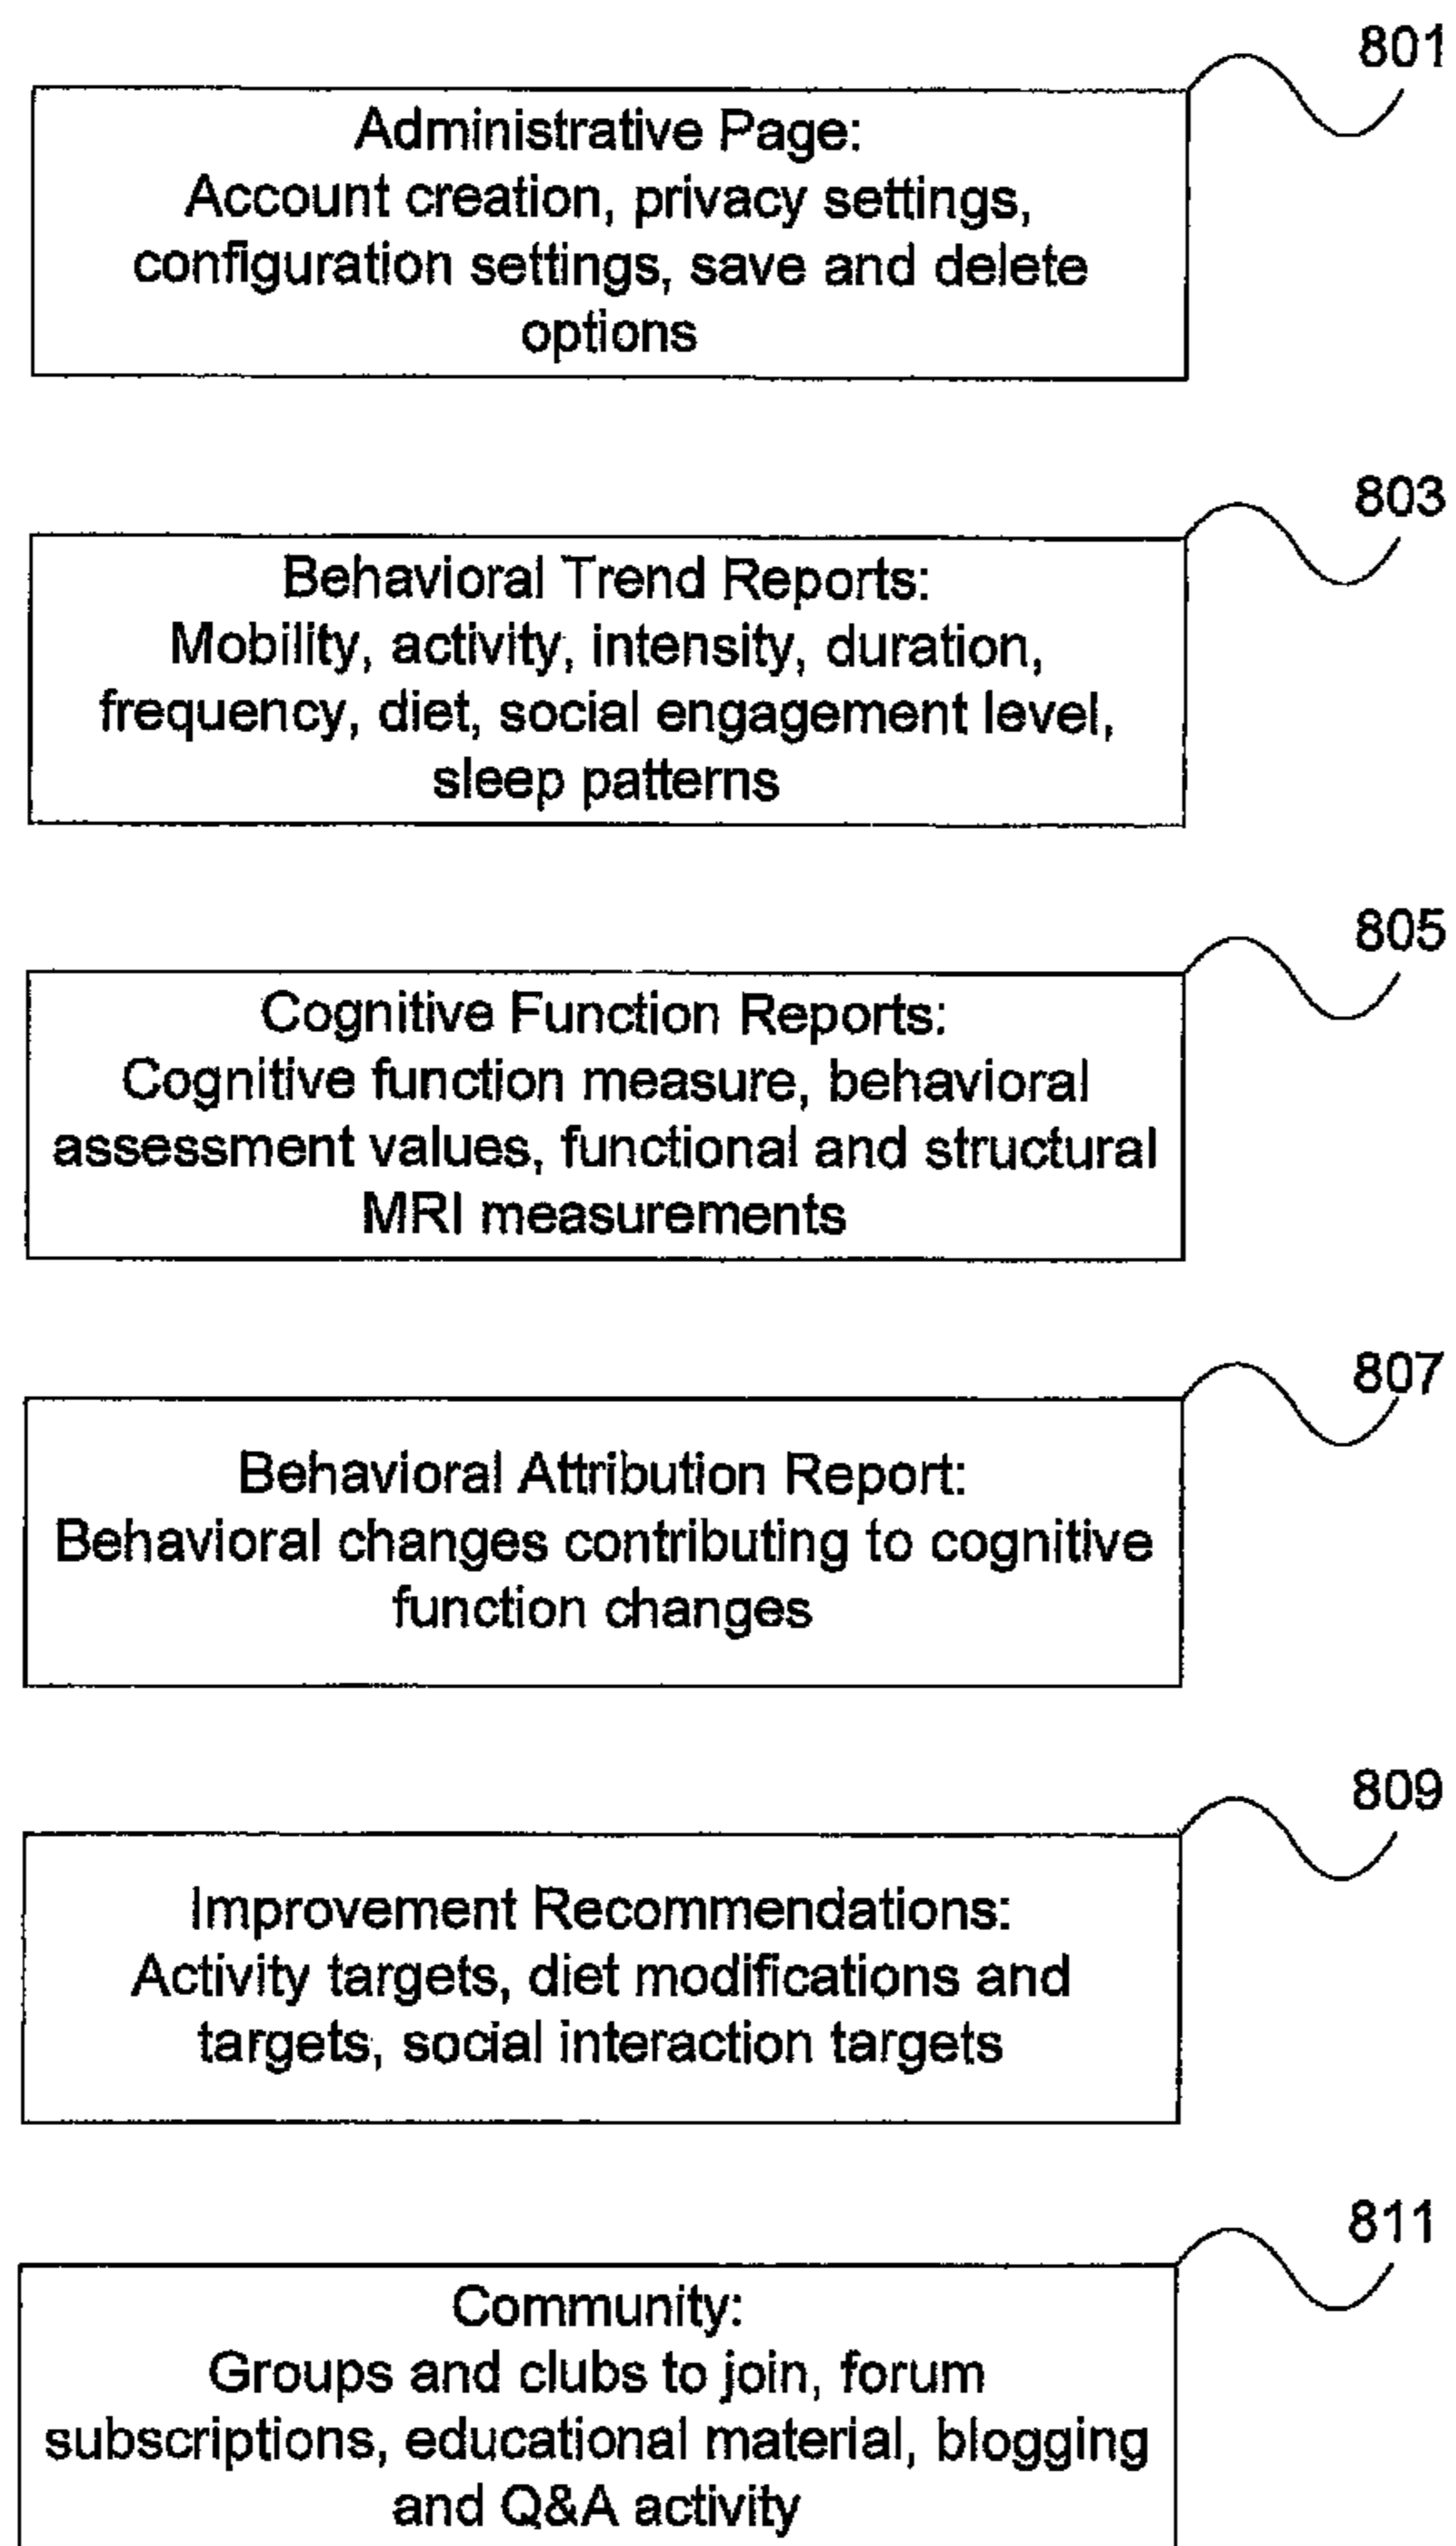 801
Administrative Page:
Account creation, privacy settings,
configuration settings, save and delete
options
803
Behavioral Trend Reports:
Mobility, activity, intensity, duration,
frequency, diet, social engagement level,
sleep patterns
805
Cognitive Function Reports:
Cognitive function measure, behavioral
assessment values, functional and structural
MRI measurements
807
Behavioral Attribution Report:
Behavioral changes contributing to cognitive
function changes
809
Improvement Recommendations:
Activity targets, diet modifications and
targets, social interaction targets
811
Community:
Groups and clubs to join, forum
subscriptions, educational material, blogging
and Q&A activity